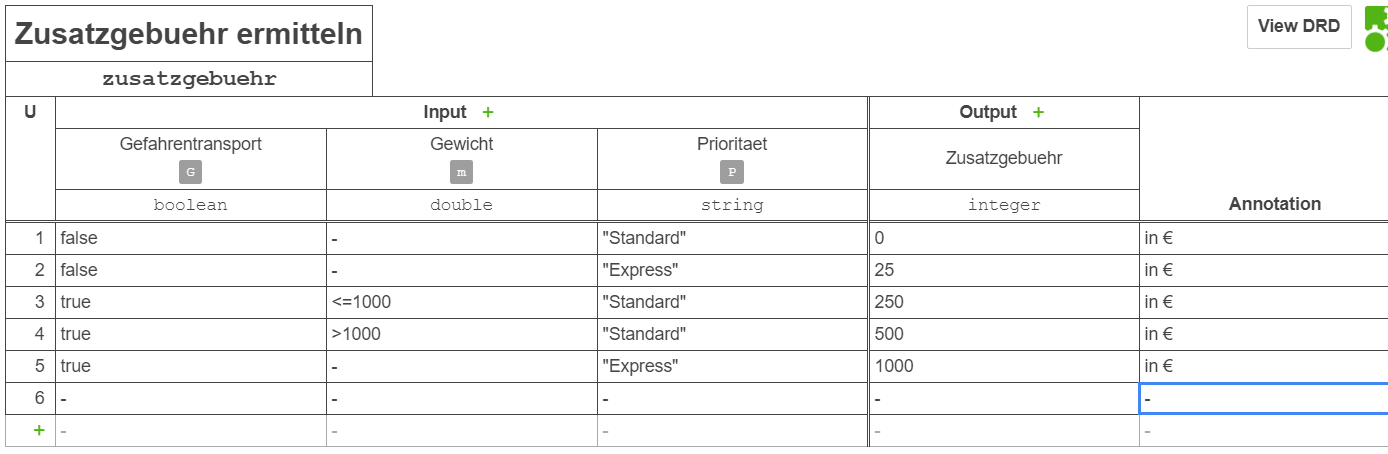 Zusatzgebuehr ermitteln
View DRD
zusatzgebuehr
U Input + Output + Annotation
Gefahrentransport Gewicht Prioritaet Zusatzgebuehr
G m P
boolean double string integer
1 false - "Standard" 0 in €
2 false - "Express" 25 in €
3 true <=1000 "Standard" 250 in €
4 true >1000 "Standard" 500 in €
5 true - "Express" 1000 in €
6 - - - - -
+ - - - - -